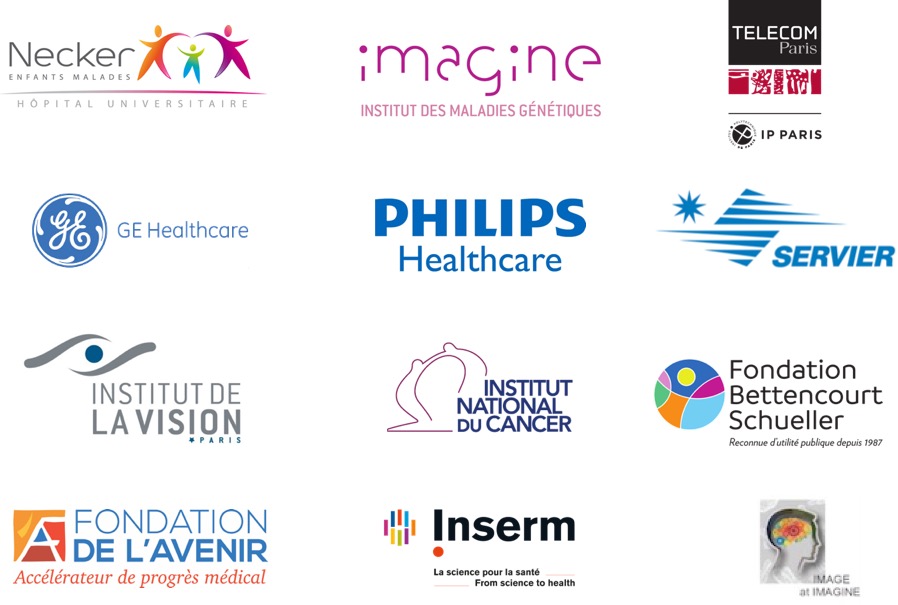 Necker
ENFANTS MALADES
HÔPITAL UNIVERSITAIRE
imagine
INSTITUT DES MALADIES GÉNÉTIQUES
TELECOM
Paris
IP PARIS
GE
GE Healthcare
PHILIPS
Healthcare
SERVIER
INSTITUT DE
LA VISION
PARIS
INSTITUT
NATIONAL
DU CANCER
Fondation
Bettencourt
Schueller
Reconnue d'utilité publique depuis 1987
A
FONDATION
DE L'AVENIR
Accélérateur de progrès médical
Inserm
La science pour la santé
From science to health
IMAGE
at IMAGINE